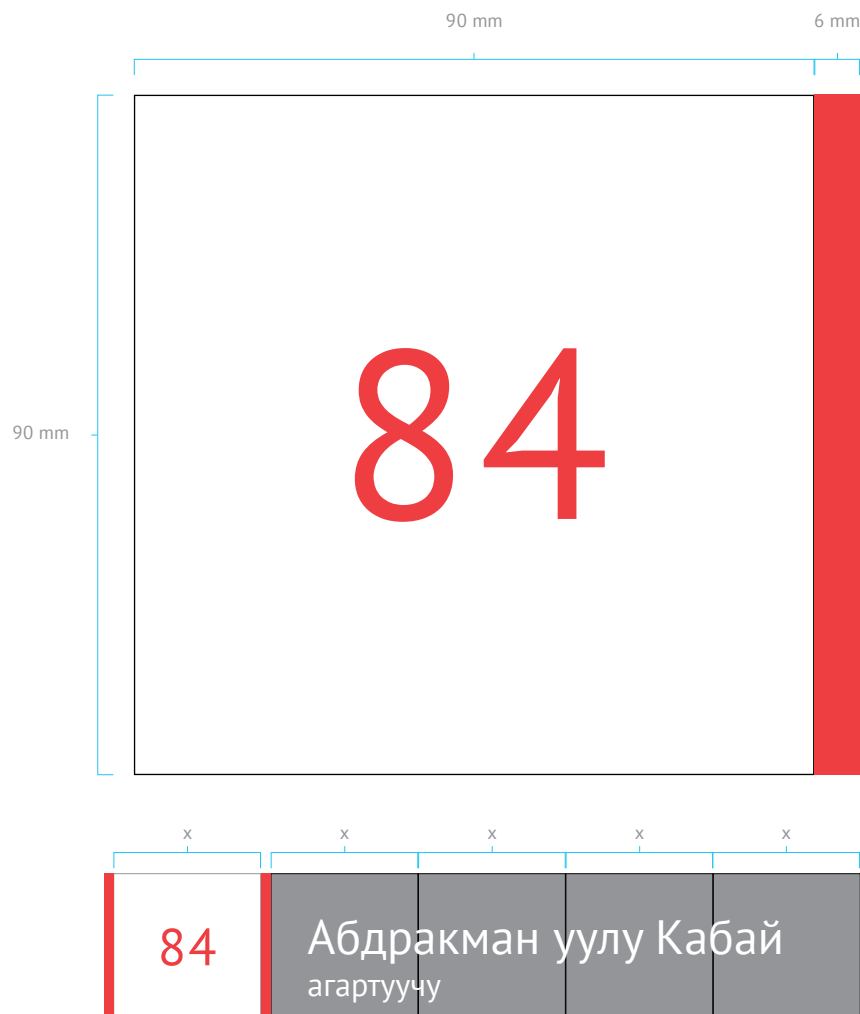 90 mm 6 mm
90 mm
84
x x x x x
84
Абдракман уулу Кабай
агартуучу